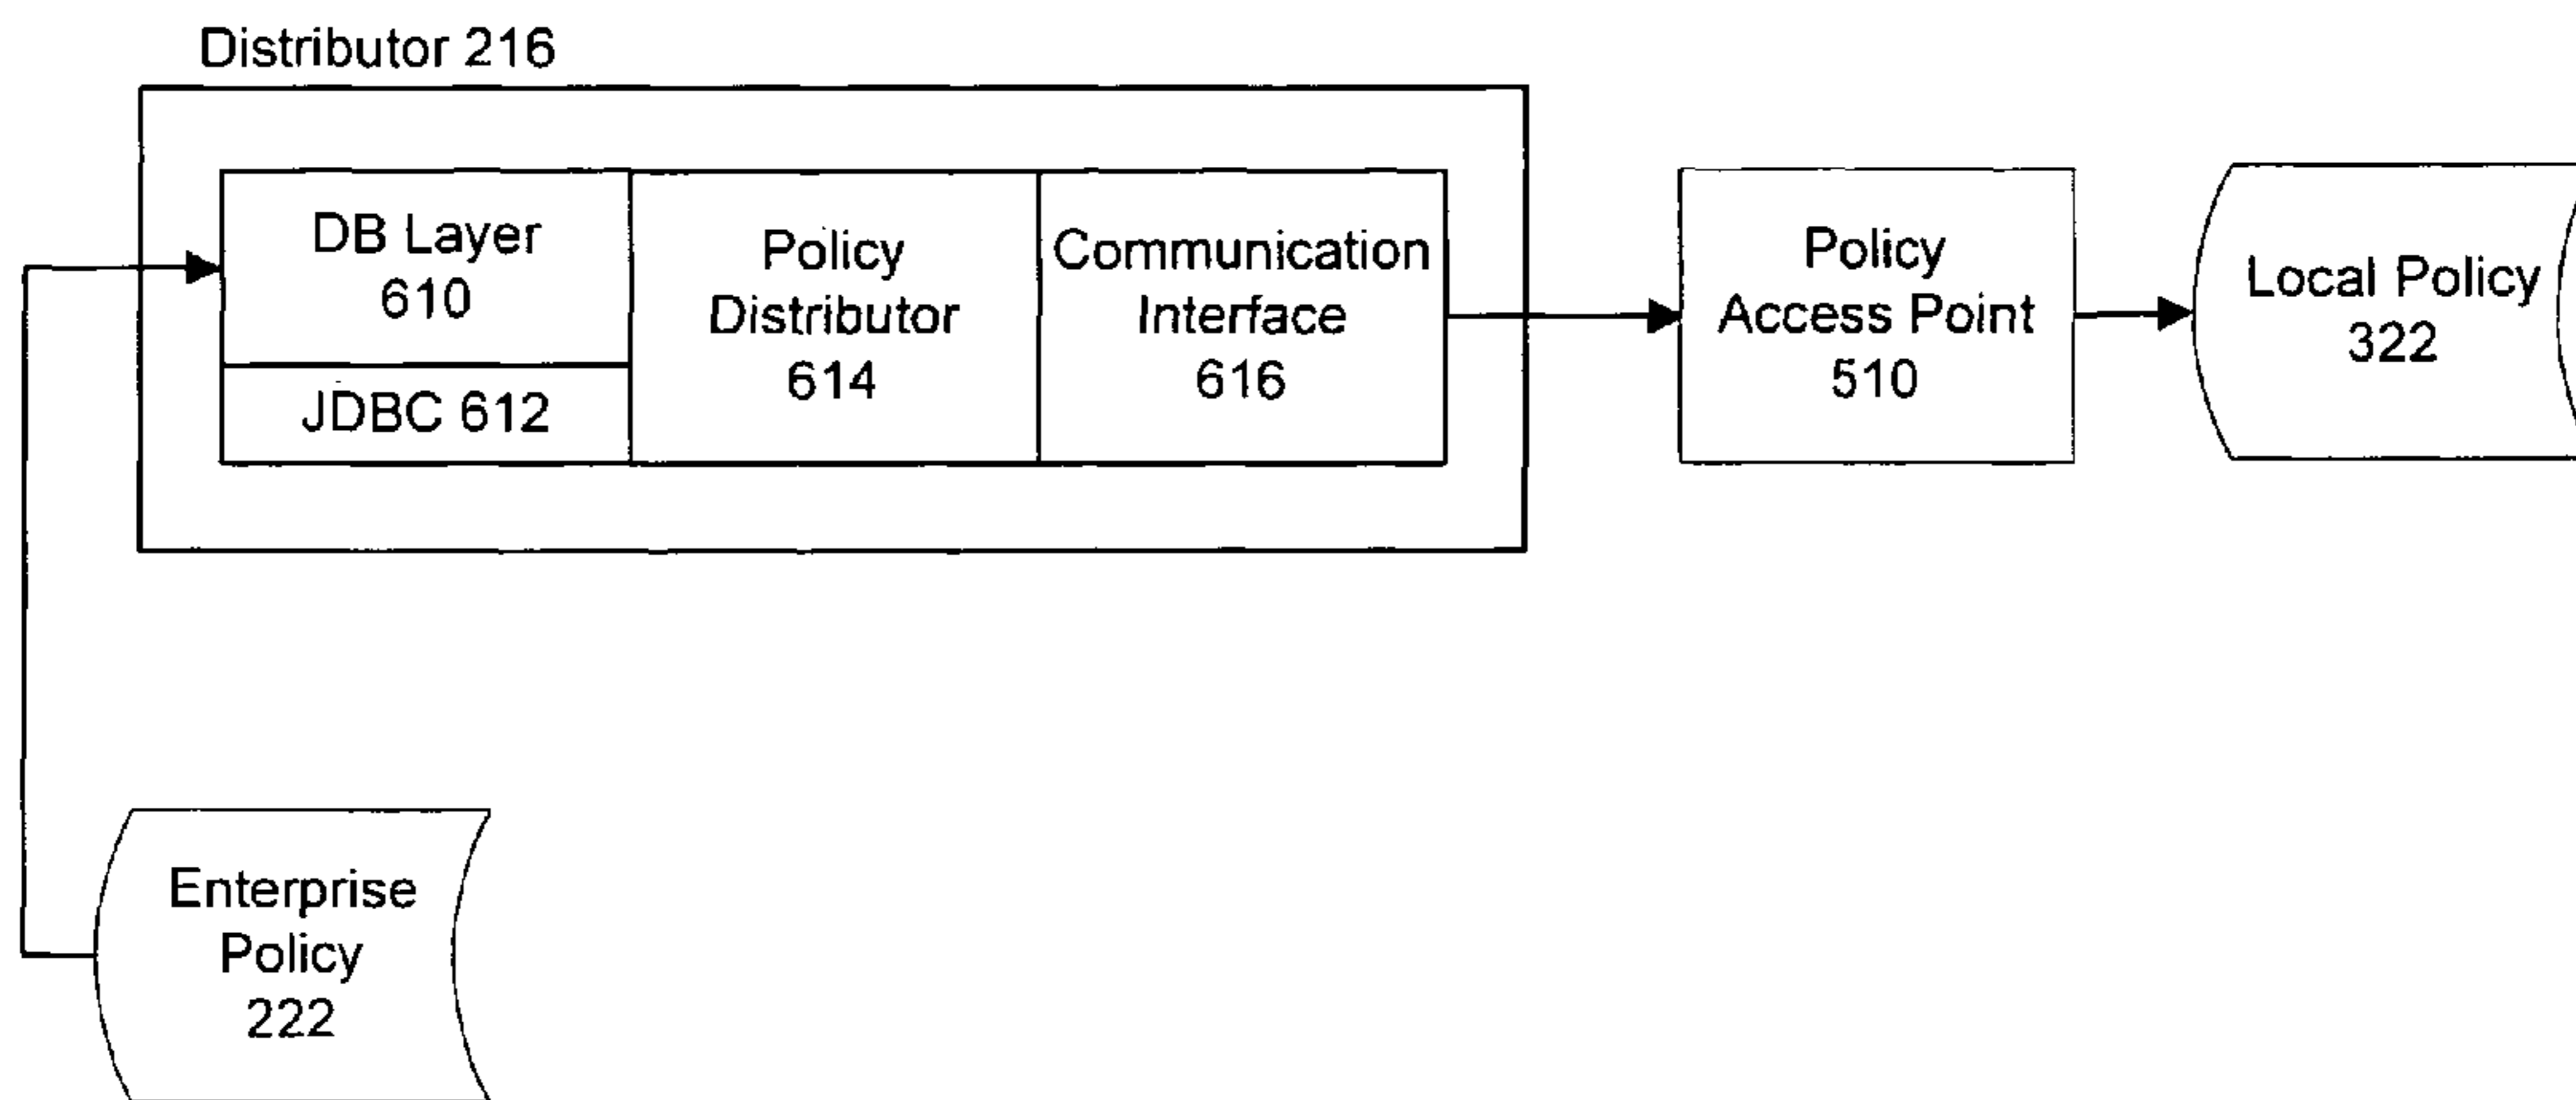 Distributor 216
DB Layer
610
JDBC 612
Policy
Distributor
614
Communication
Interface
616
Policy
Access Point
510
Local Policy
322
Enterprise
Policy
222